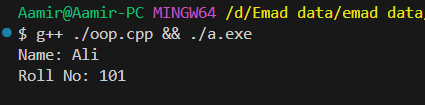 Aamir@Aamir-PC MINGW64 /d/Emad data/emad data
$ g++ ./oop.cpp && ./a.exe
Name: Ali
Roll No: 101